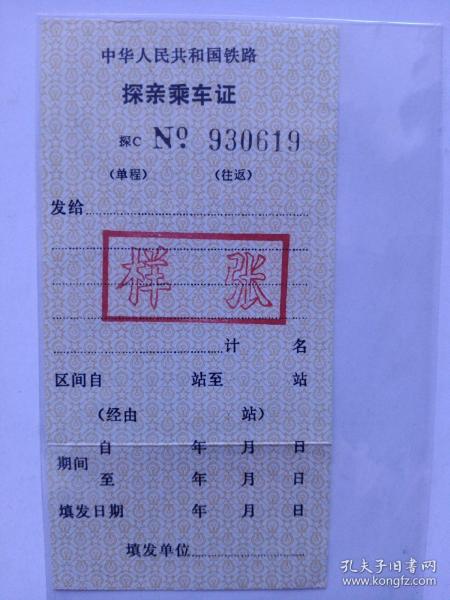 中华人民共和国铁路
探亲乘车证
探C № 930619
(单程) (往返)
发给
样 张
计 名
区间自 站至 站
(经由 站)
自 年 月 日
期间
至 年 月 日
填发日期 年 月 日
填发单位
孔夫子旧书网
www.kongfz.com